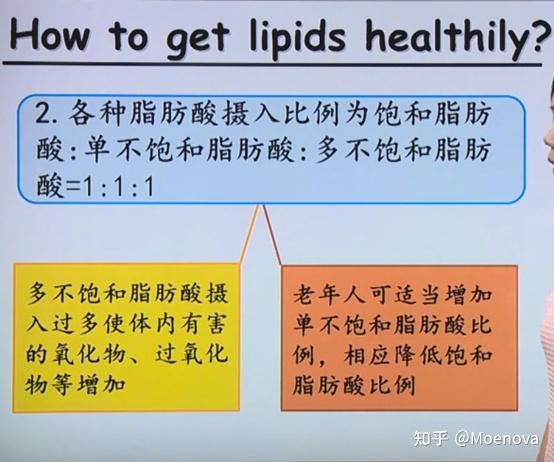 How to get lipids healthily?
2. 各种脂肪酸摄入比例为饱和脂肪
酸:单不饱和脂肪酸:多不饱和脂肪
酸=1:1:1
多不饱和脂肪酸摄
入过多使体内有害
的氧化物、过氧化
物等增加
老年人可适当增加
单不饱和脂肪酸比
例，相应降低饱和
脂肪酸比例
知乎 @Moenova